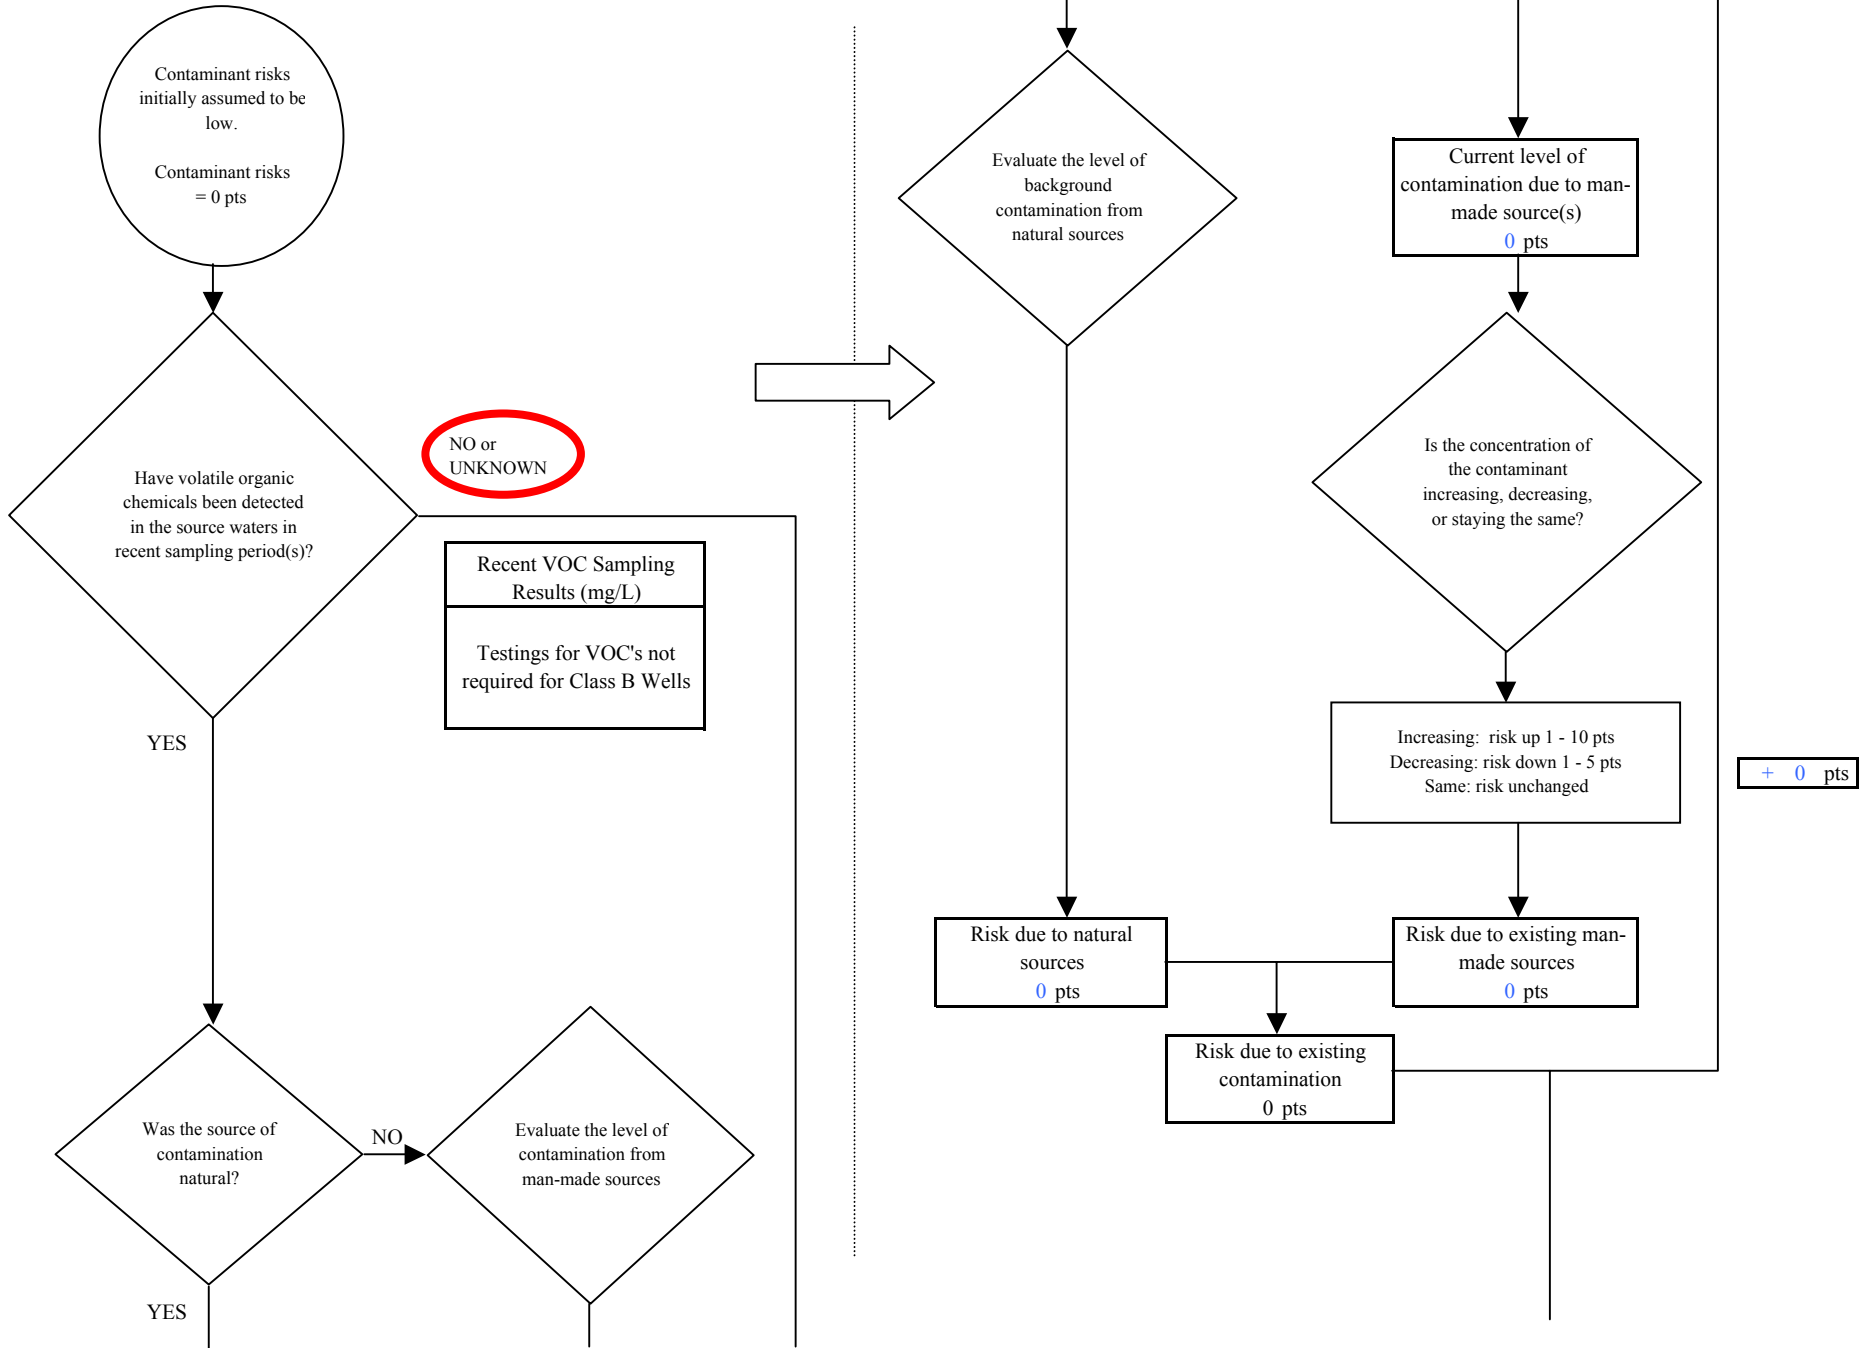 Contaminant risks
initially assumed to be
low.
Contaminant risks
= 0 pts
Have volatile organic
chemicals been detected
in the source waters in
recent sampling period(s)?
NO or
UNKNOWN
Recent VOC Sampling
Results (mg/L)
Testings for VOC's not
required for Class B Wells
YES
Was the source of
contamination
natural?
NO
Evaluate the level of
contamination from
man-made sources
YES
Evaluate the level of
background
contamination from
natural sources
Current level of
contamination due to man-
made source(s)
0 pts
Is the concentration of
the contaminant
increasing, decreasing,
or staying the same?
Increasing: risk up 1 - 10 pts
Decreasing: risk down 1 - 5 pts
Same: risk unchanged
+ 0 pts
Risk due to natural
sources
0 pts
Risk due to existing man-
made sources
0 pts
Risk due to existing
contamination
0 pts